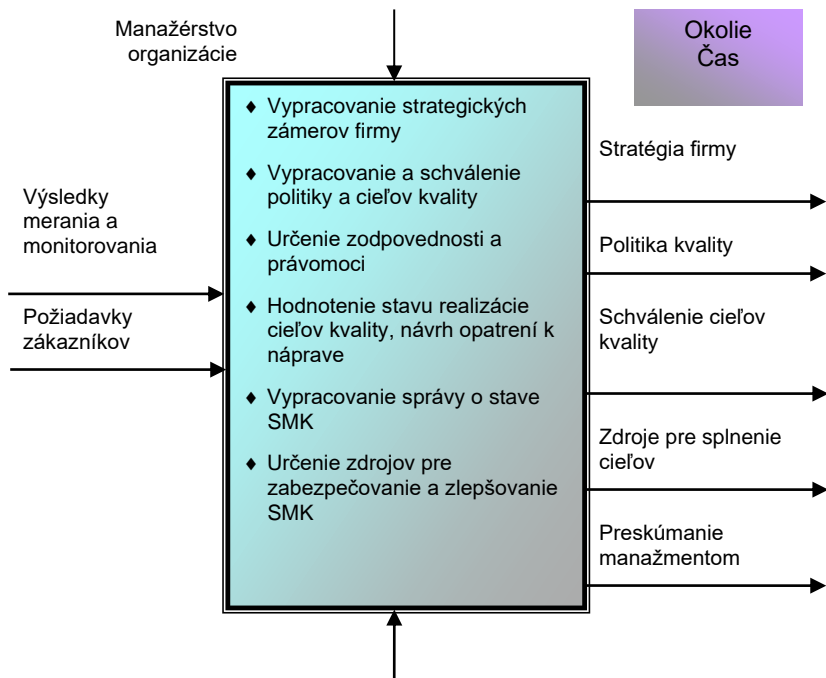 Manažérstvo
organizácie
Okolie
Čas
Výsledky
merania a
monitorovania
Požiadavky
zákazníkov
♦ Vypracovanie strategických
zámerov firmy
♦ Vypracovanie a schválenie
politiky a cieľov kvality
♦ Určenie zodpovednosti a
právomoci
♦ Hodnotenie stavu realizácie
cieľov kvality, návrh opatrení k
náprave
♦ Vypracovanie správy o stave
SMK
♦ Určenie zdrojov pre
zabezpečovanie a zlepšovanie
SMK
Stratégia firmy
Politika kvality
Schválenie cieľov
kvality
Zdroje pre splnenie
cieľov
Preskúmanie
manažmentom